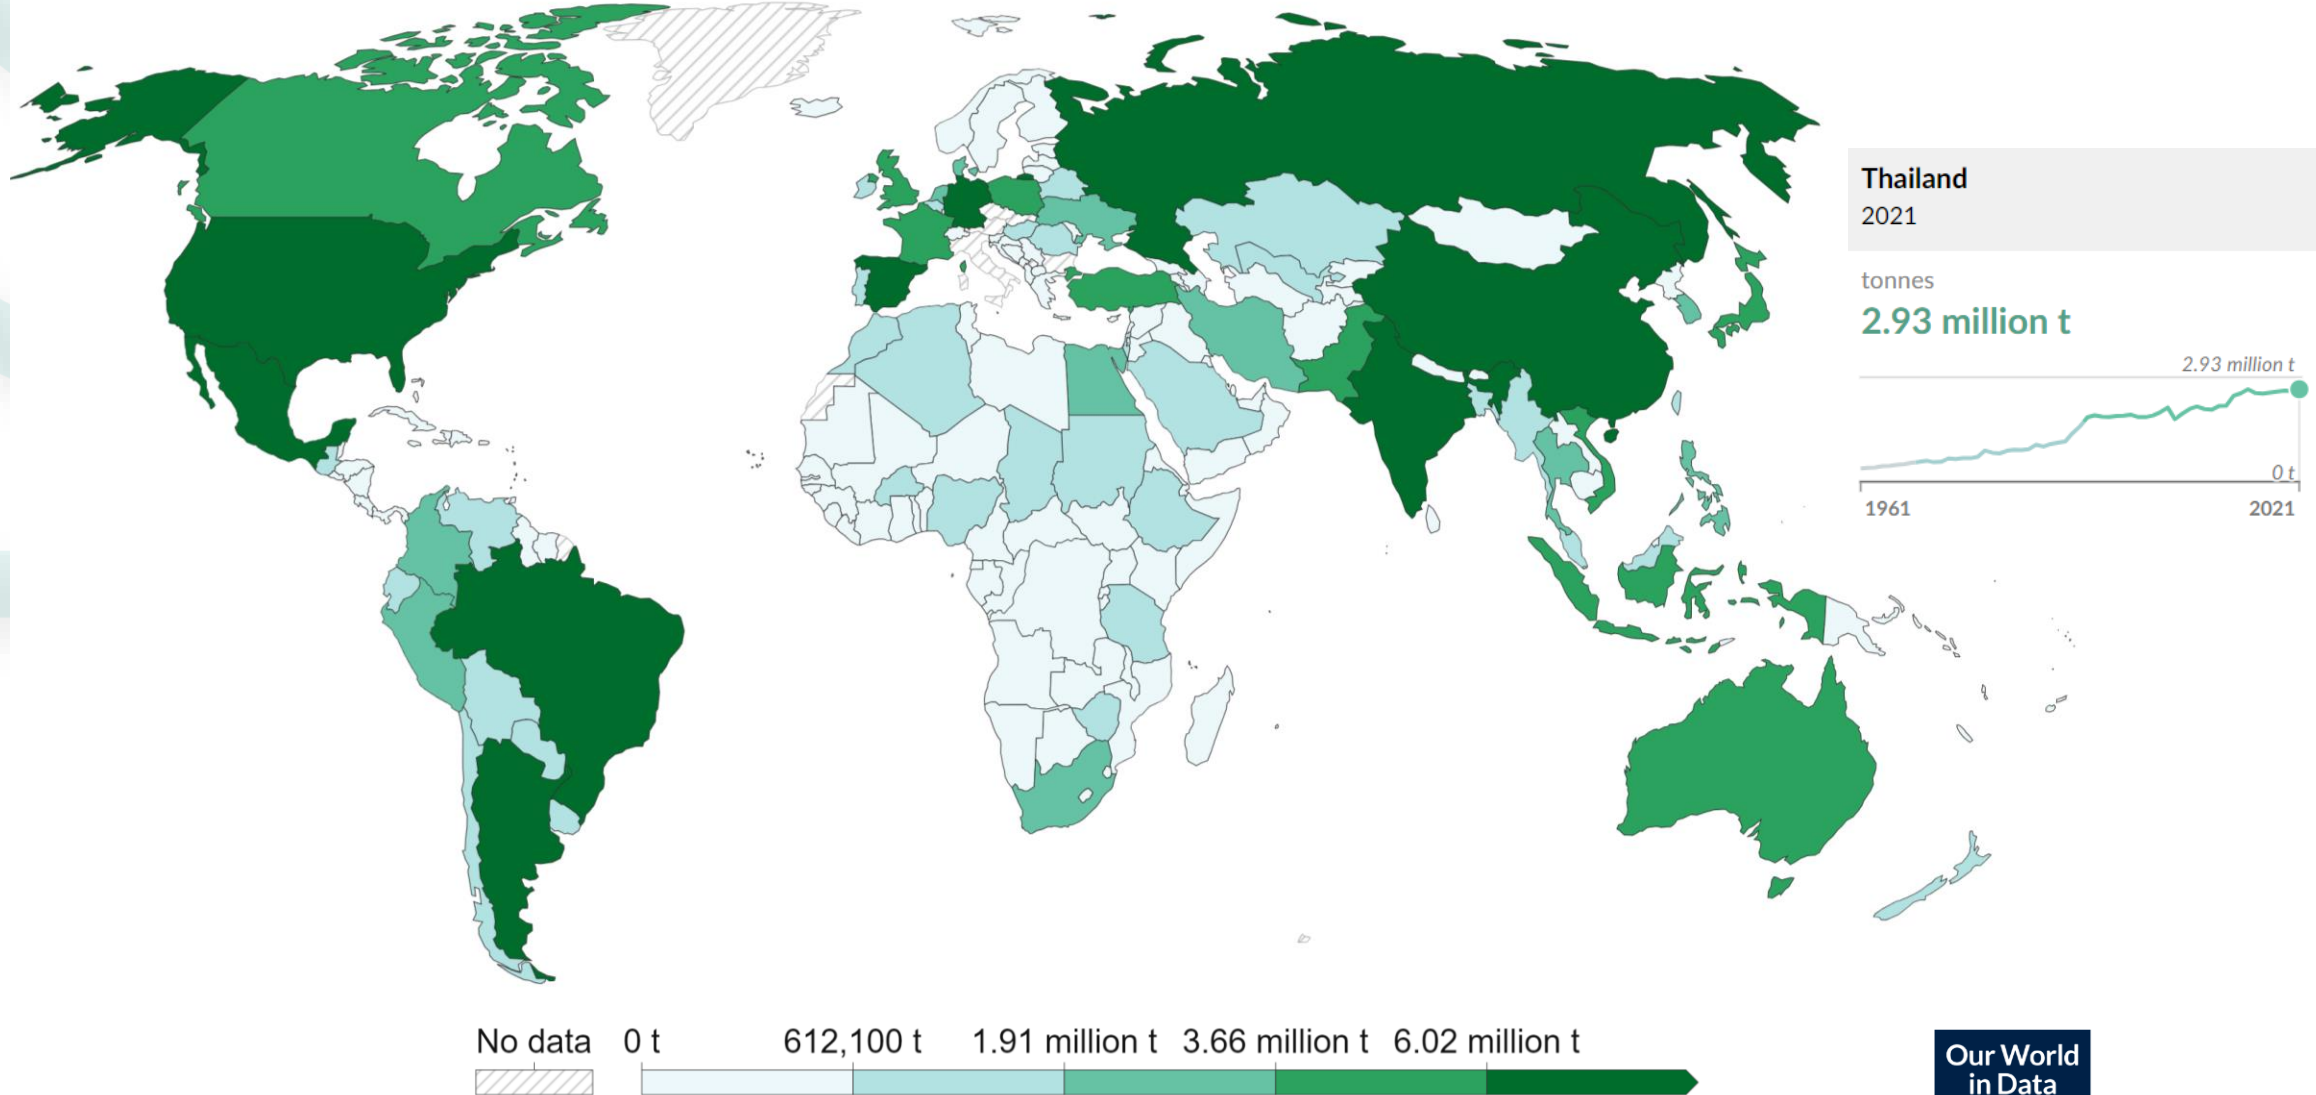 Thailand
2021
tonnes
2.93 million t
2.93 million t
0 t
1961 2021
No data 0 t 612,100 t 1.91 million t 3.66 million t 6.02 million t
Our World
in Data